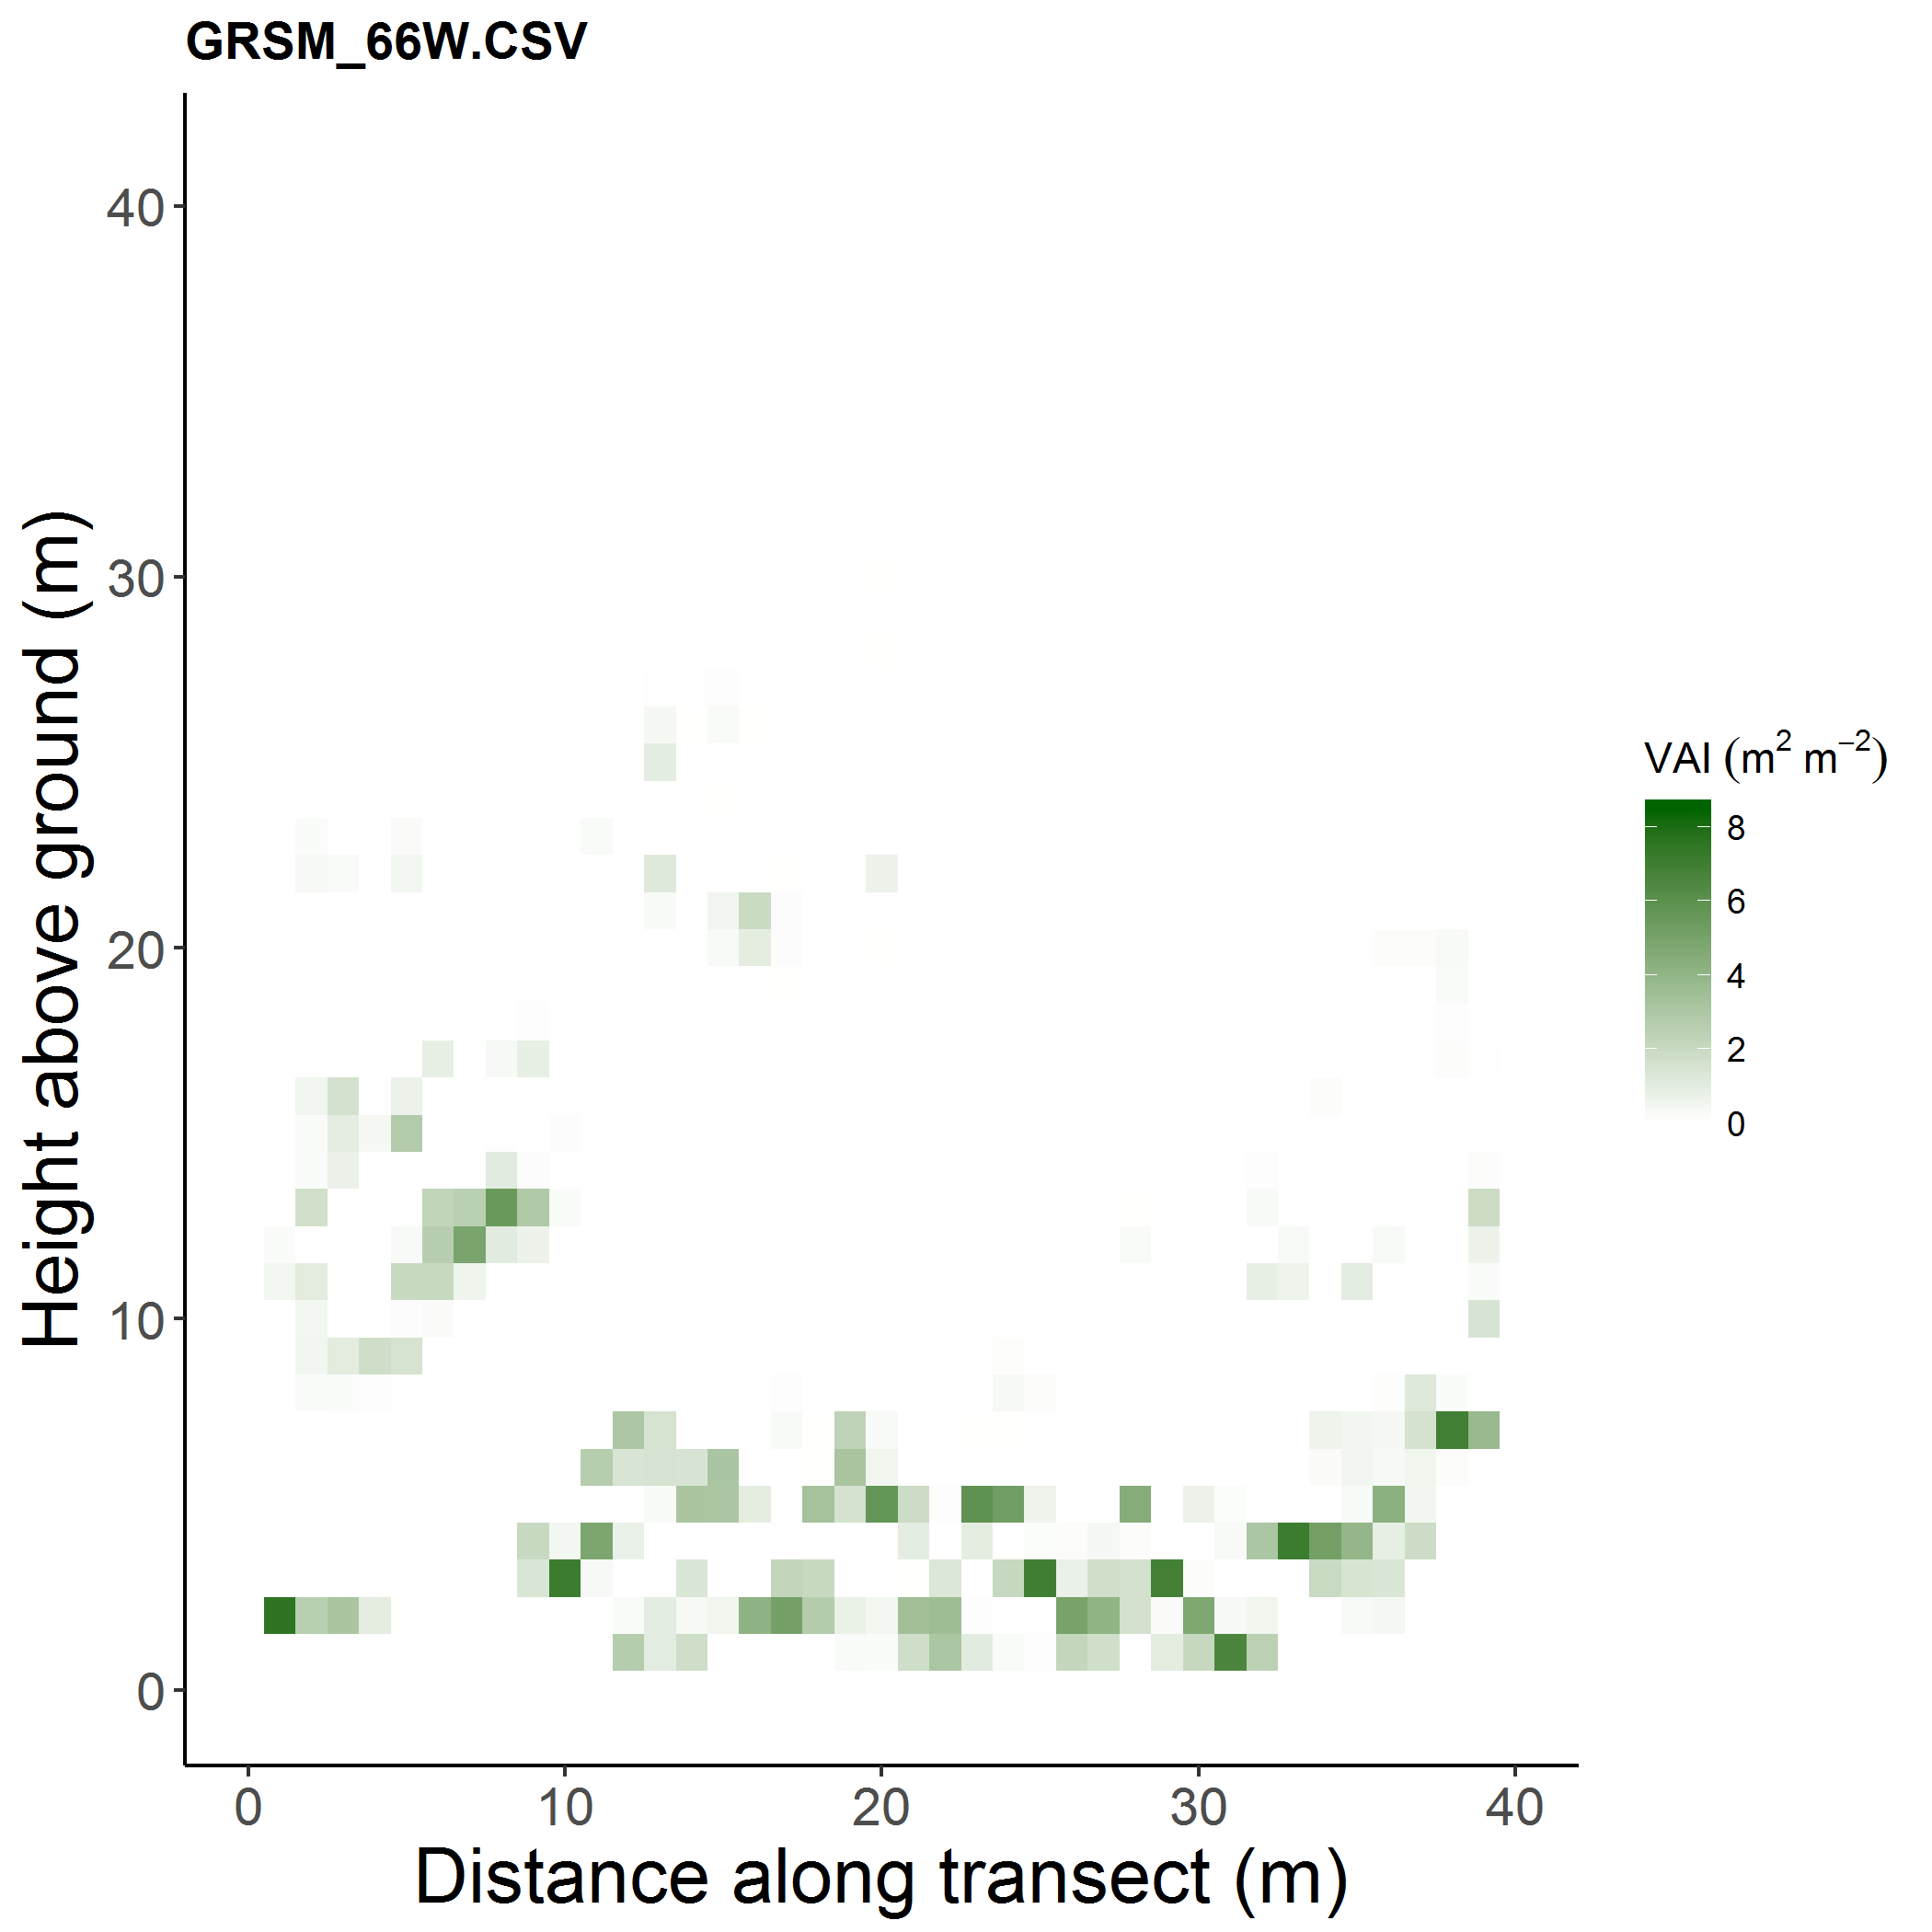 GRSM_66W.CSV
40
30
20
10
0
Height above ground (m)
0 10 20 30 40
Distance along transect (m)
VAI (m² m⁻²)
8
6
4
2
0